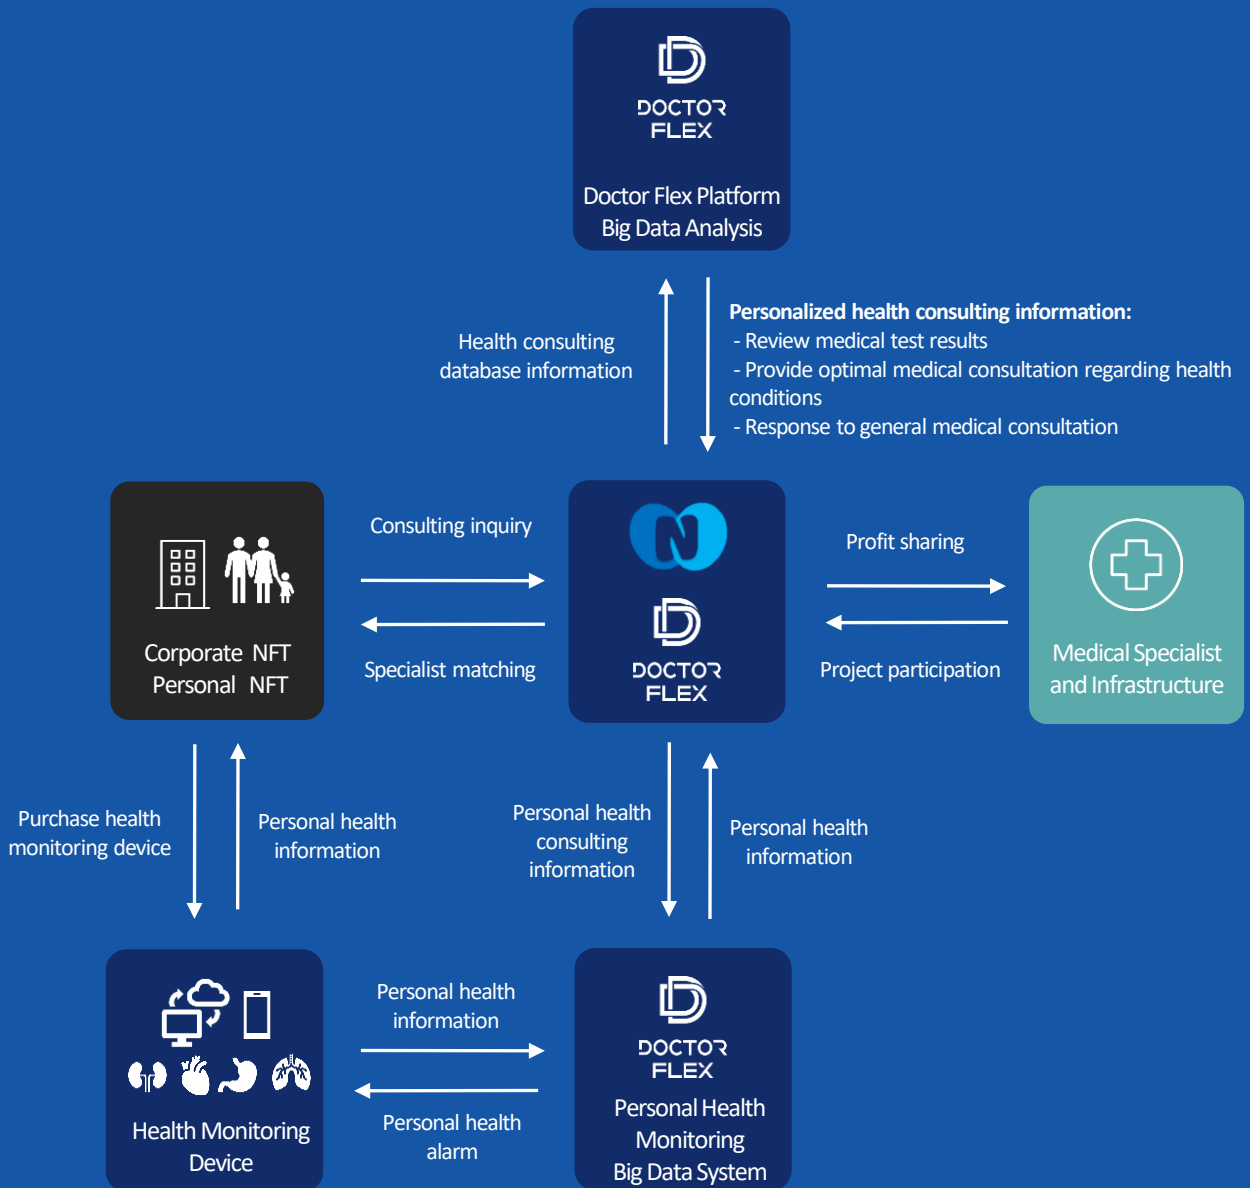 DOCTOR
FLEX
Doctor Flex Platform
Big Data Analysis
Health consulting
database information
Personalized health consulting information:
- Review medical test results
- Provide optimal medical consultation regarding health
conditions
- Response to general medical consultation
Corporate NFT
Personal NFT
Consulting inquiry
Specialist matching
N
DOCTOR
FLEX
Profit sharing
Project participation
Medical Specialist
and Infrastructure
Purchase health
monitoring device
Personal health
information
Personal health
consulting
information
Personal health
information
Health Monitoring
Device
Personal health
information
Personal health
alarm
DOCTOR
FLEX
Personal Health
Monitoring
Big Data System